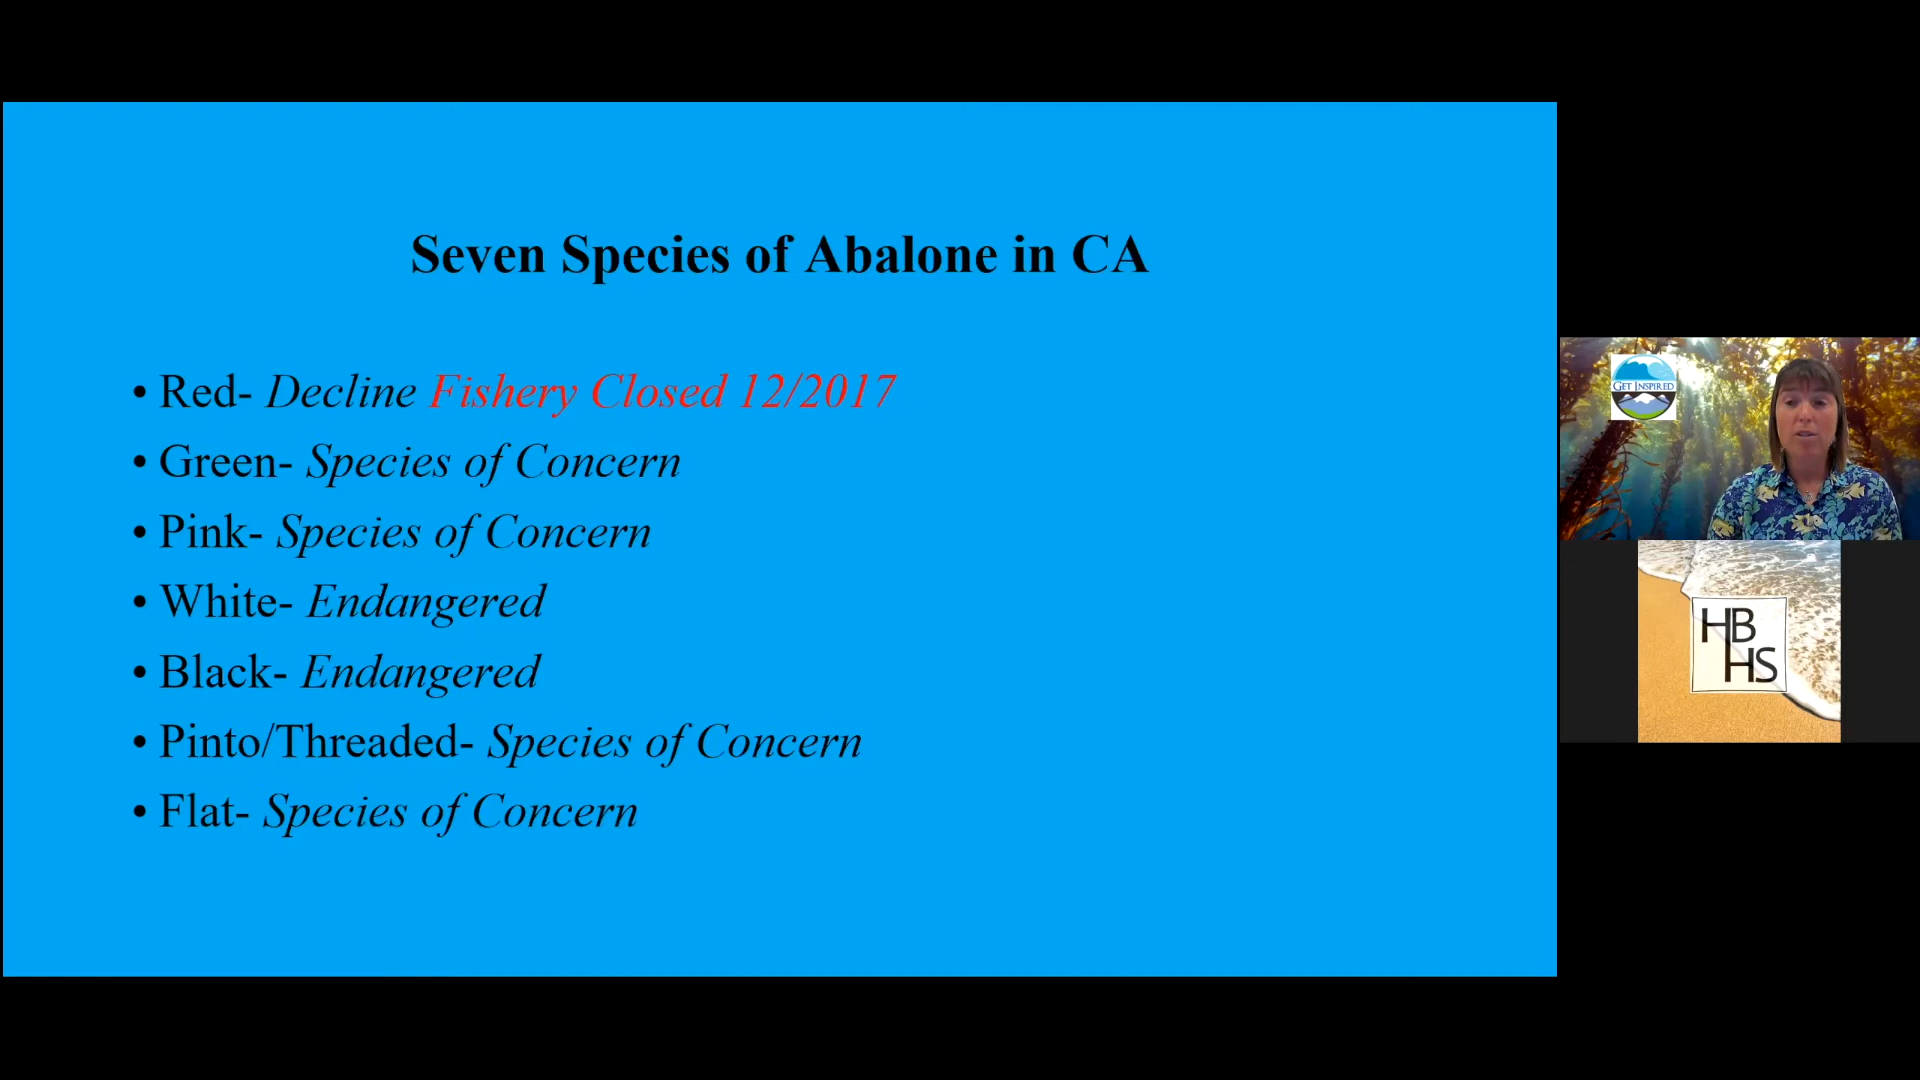 Seven Species of Abalone in CA
• Red- Decline Fishery Closed 12/2017
• Green- Species of Concern
• Pink- Species of Concern
• White- Endangered
• Black- Endangered
• Pinto/Threaded- Species of Concern
• Flat- Species of Concern
GET INSPIRED
HB
HS